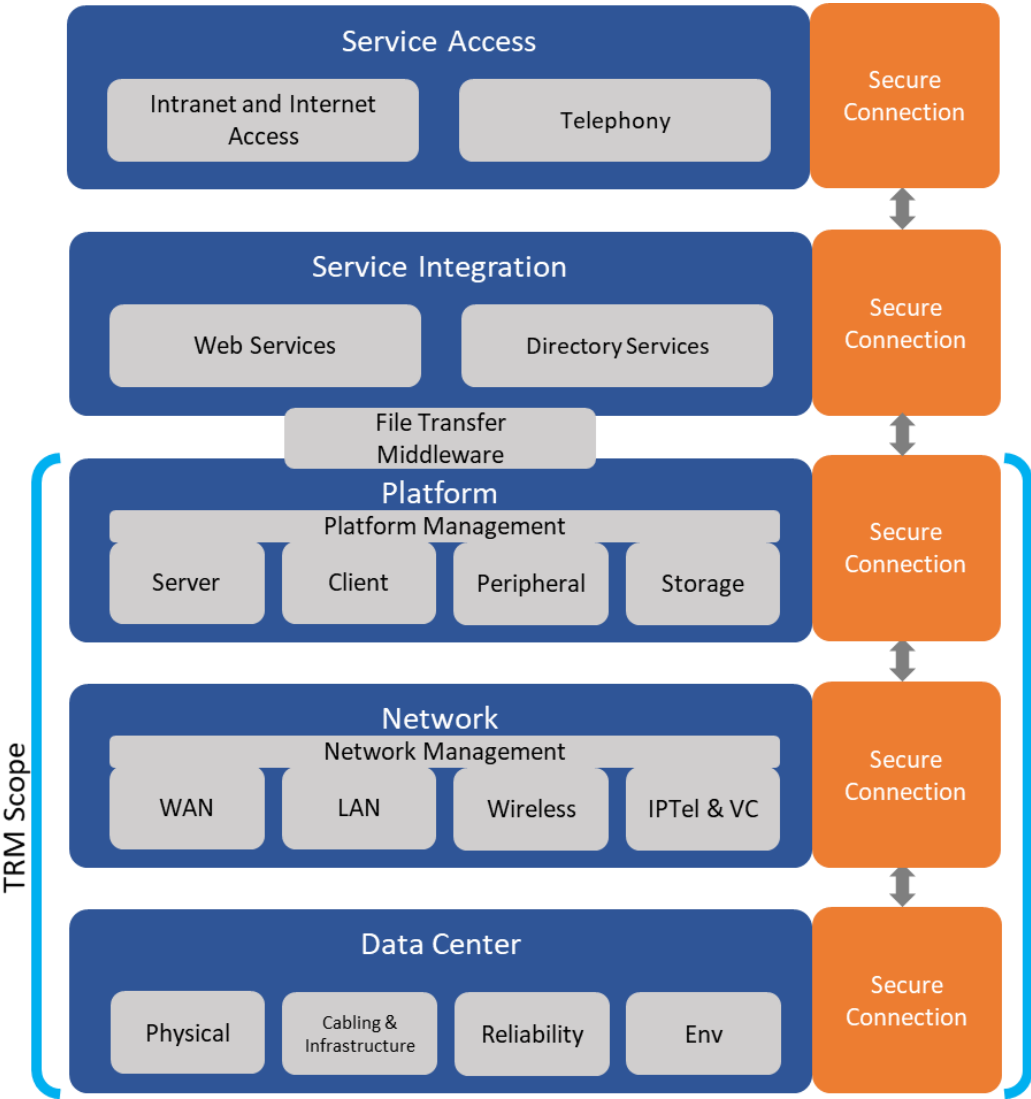 Service Access
Intranet and Internet
Access
Telephony
Secure
Connection
Service Integration
Web Services
Directory Services
Secure
Connection
File Transfer
Middleware
Platform
Platform Management
Server
Client
Peripheral
Storage
Secure
Connection
TRM Scope
Network
Network Management
WAN
LAN
Wireless
IPTel & VC
Secure
Connection
Data Center
Physical
Cabling &
Infrastructure
Reliability
Env
Secure
Connection